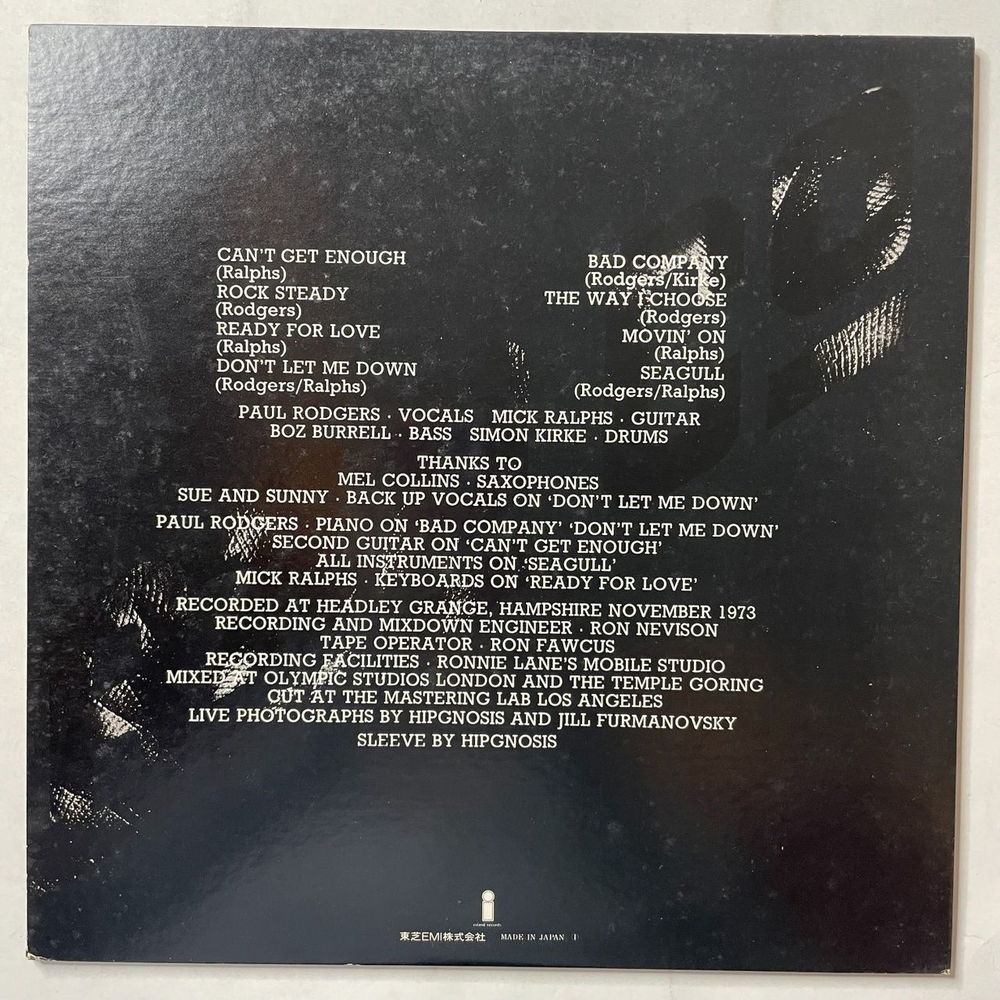 CAN'T GET ENOUGH
(Ralphs)
ROCK STEADY
(Rodgers)
READY FOR LOVE
(Ralphs)
DON'T LET ME DOWN
(Rodgers/Ralphs)
BAD COMPANY
(Rodgers/Kirke)
THE WAY I CHOOSE
(Rodgers)
MOVIN' ON
(Ralphs)
SEAGULL
(Rodgers/Ralphs)
PAUL RODGERS · VOCALS MICK RALPHS · GUITAR
BOZ BURRELL · BASS SIMON KIRKE · DRUMS
THANKS TO
MEL COLLINS · SAXOPHONES
SUE AND SUNNY · BACK UP VOCALS ON 'DON'T LET ME DOWN'
PAUL RODGERS · PIANO ON 'BAD COMPANY' 'DON'T LET ME DOWN'
SECOND GUITAR ON 'CAN'T GET ENOUGH'
ALL INSTRUMENTS ON 'SEAGULL'
MICK RALPHS · KEYBOARDS ON 'READY FOR LOVE'
RECORDED AT HEADLEY GRANGE, HAMPSHIRE NOVEMBER 1973
RECORDING AND MIXDOWN ENGINEER · RON NEVISON
TAPE OPERATOR · RON FAWCUS
RECORDING FACILITIES · RONNIE LANE'S MOBILE STUDIO
MIXED AT OLYMPIC STUDIOS LONDON AND THE TEMPLE GORING
CUT AT THE MASTERING LAB LOS ANGELES
LIVE PHOTOGRAPHS BY HIPGNOSIS AND JILL FURMANOVSKY
SLEEVE BY HIPGNOSIS
island records
東芝EMI株式会社 MADE IN JAPAN (I)